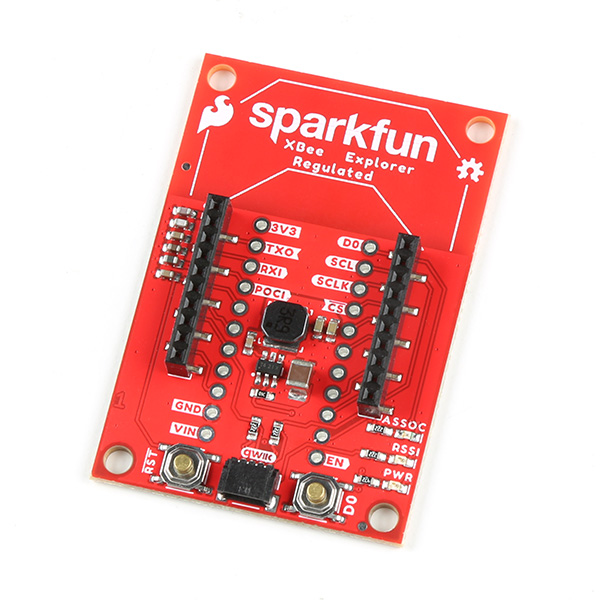 sparkfun
XBee Explorer
Regulated
3V3
TXO
RXI
POCI
D0
SCL
SCLK
CS
3R9
GND
VIN
ASSOC
RSSI
PWR
qwiic
EN
RST
D0